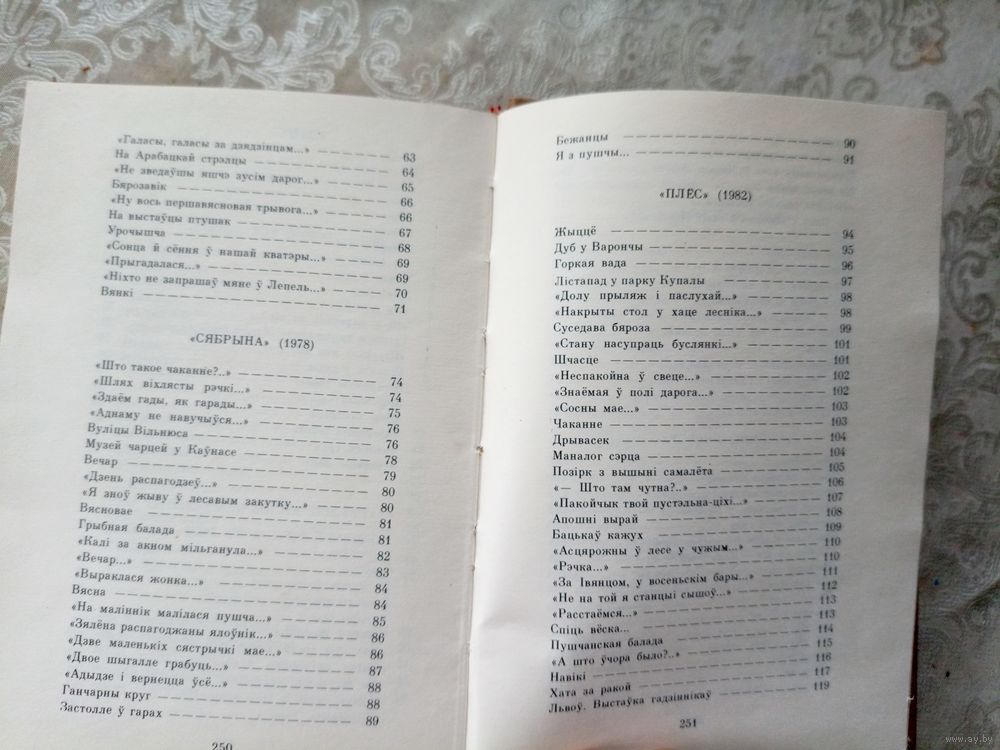 «Галасы, галасы за дзядзінцам...» 63
На Арабацкай стрэлцы 64
«Не зведаўшы яшчэ зусім дарог...» 65
Бярозавік 66
«Ну вось першавясновая трывога...» 66
На выстаўцы птушак 67
Урочышча 68
«Сонца й сёння ў нашай кватэры...» 69
«Прыгадалася...» 69
«Ніхто не запрашаў мяне ў Лепель...» 70
Вянкі 71
«СЯБРЫНА» (1978)
«Што такое чаканне?..» 74
«Шлях віхлясты рэчкі...» 74
«Здаём гады, як гарады...» 75
«Аднаму не навучыўся...» 76
Вуліцы Вільнюса 76
Музей чарцей у Каўнасе 78
Вечар 79
«Дзень распагодзеў...» 80
«Я зноў жыву ў лесавым закутку...» 80
Вясновае 81
Грыбная балада 81
«Калі за акном мільганула...» 82
«Вечар...» 83
«Выраклася жонка...» 84
Вясна 84
«На маліннік малілася пушча...» 85
«Зялёна распагоджаны ялоўнік...» 86
«Дзве маленькіх сястрычкі мае...» 86
«Двое шыгалле грабуць...» 87
«Адыдзе і вернецца ўсё...» 88
Ганчарны круг 88
Застолле ў гарах 89
250
Бежанцы 90
Я з пушчы... 91
«ПЛЁС» (1982)
Жыццё 94
Дуб у Варончы 95
Горкая вада 96
Лістапад у парку Купалы 97
«Долу прыляж і паслухай...» 98
«Накрыты стол у хаце лесніка...» 98
Суседава бяроза 99
«Стану насупраць буслянкі...» 101
Шчасце 101
«Неспакойна ў свеце...» 102
«Знаёмая ў полі дарога...» 102
«Сосны мае...» 103
Чаканне 103
Дрывасек 104
Маналог сэрца 104
Позірк з вышыні самалёта 105
«— Што там чутна?..» 106
«Пакойчык твой пустэльна-ціхі...» 107
Апошні вырай 108
Бацькаў кажух 109
«Асцярожны ў лесе у чужым...» 110
«Рэчка...» 110
«За Івянцом, у восеньскім бары...» 111
«Не на той я станцыі сышоў...» 112
«Расстаёмся...» 113
Спіць вёска... 113
Пушчанская балада 114
«А што ўчора было?..» 115
Навікі 116
Хата за ракой 117
Львоў. Выстаўка гадзіннікаў 119
251
www.ay.by